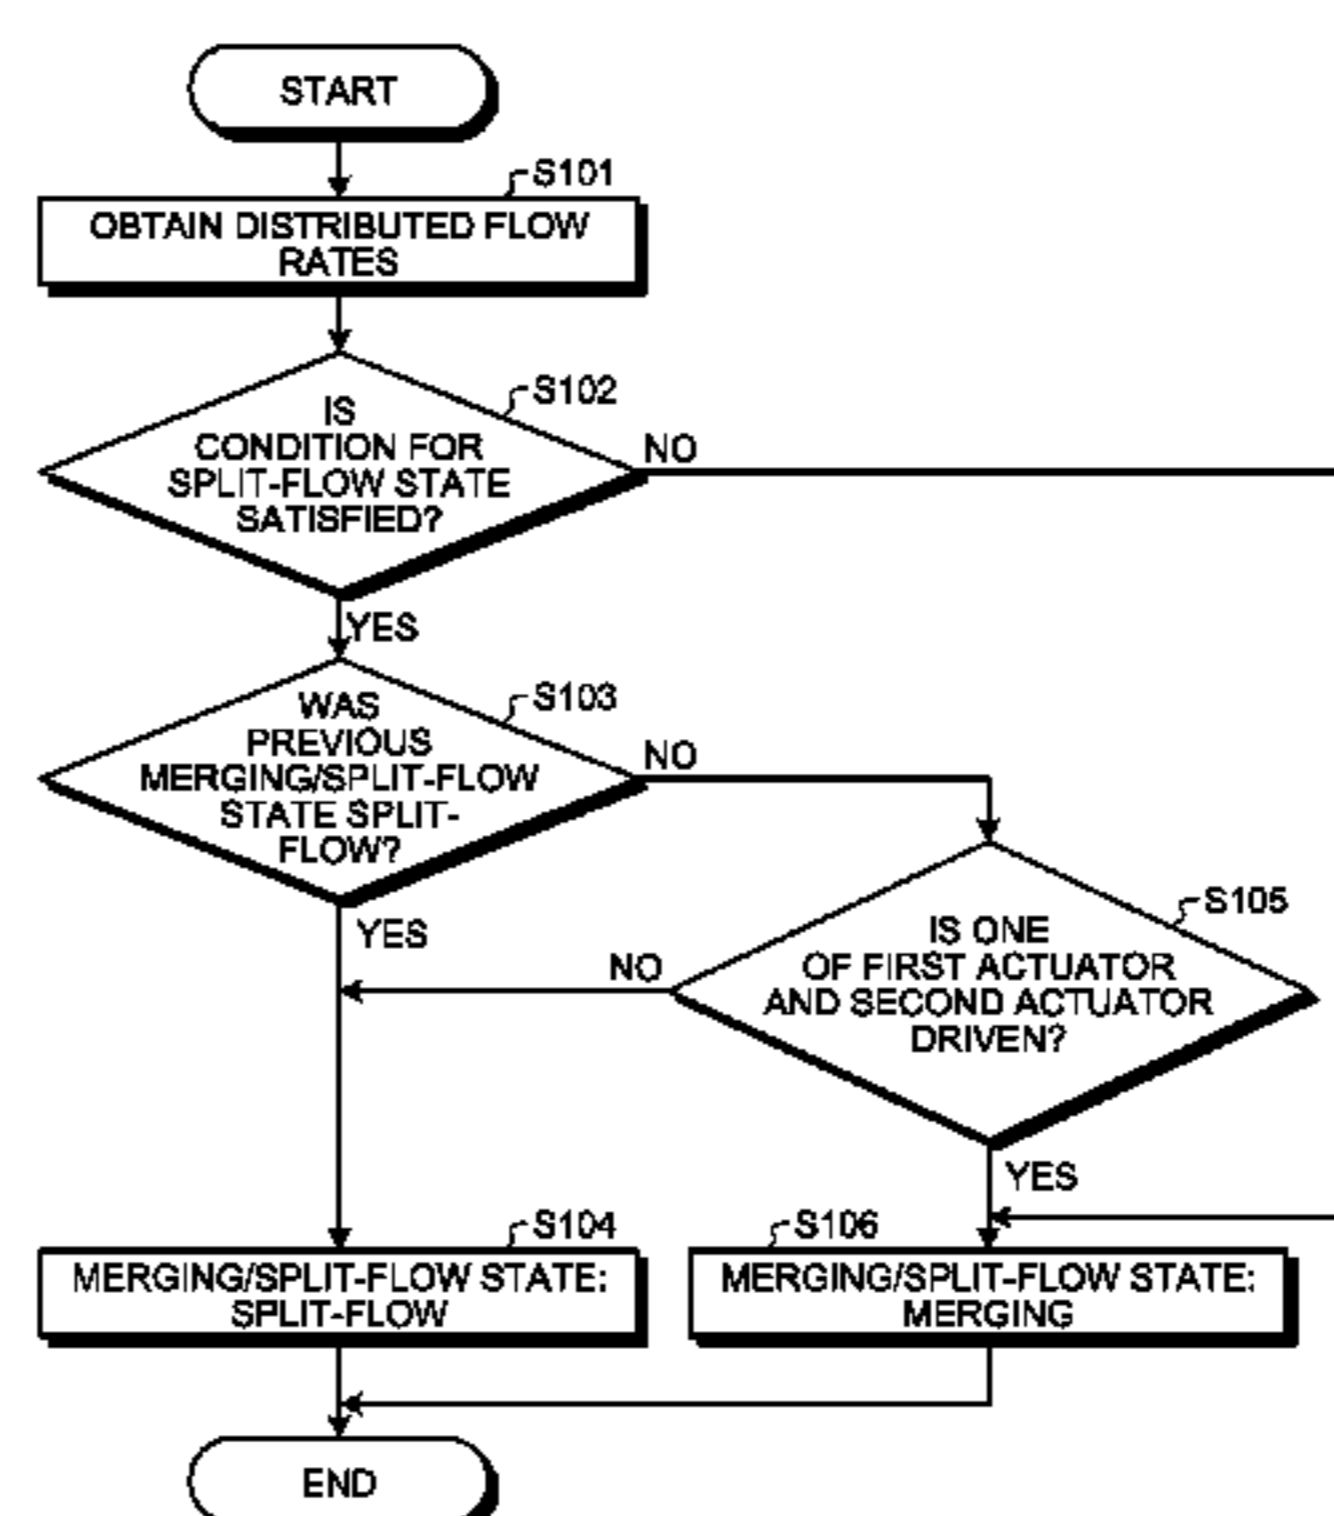 START
S101
OBTAIN DISTRIBUTED FLOW
RATES
S102
IS
CONDITION FOR
SPLIT-FLOW STATE
SATISFIED?
NO
YES
S103
WAS
PREVIOUS
MERGING/SPLIT-FLOW
STATE SPLIT-
FLOW?
NO
YES
S105
IS ONE
OF FIRST ACTUATOR
AND SECOND ACTUATOR
DRIVEN?
NO
YES
S104
MERGING/SPLIT-FLOW STATE:
SPLIT-FLOW
S106
MERGING/SPLIT-FLOW STATE:
MERGING
END